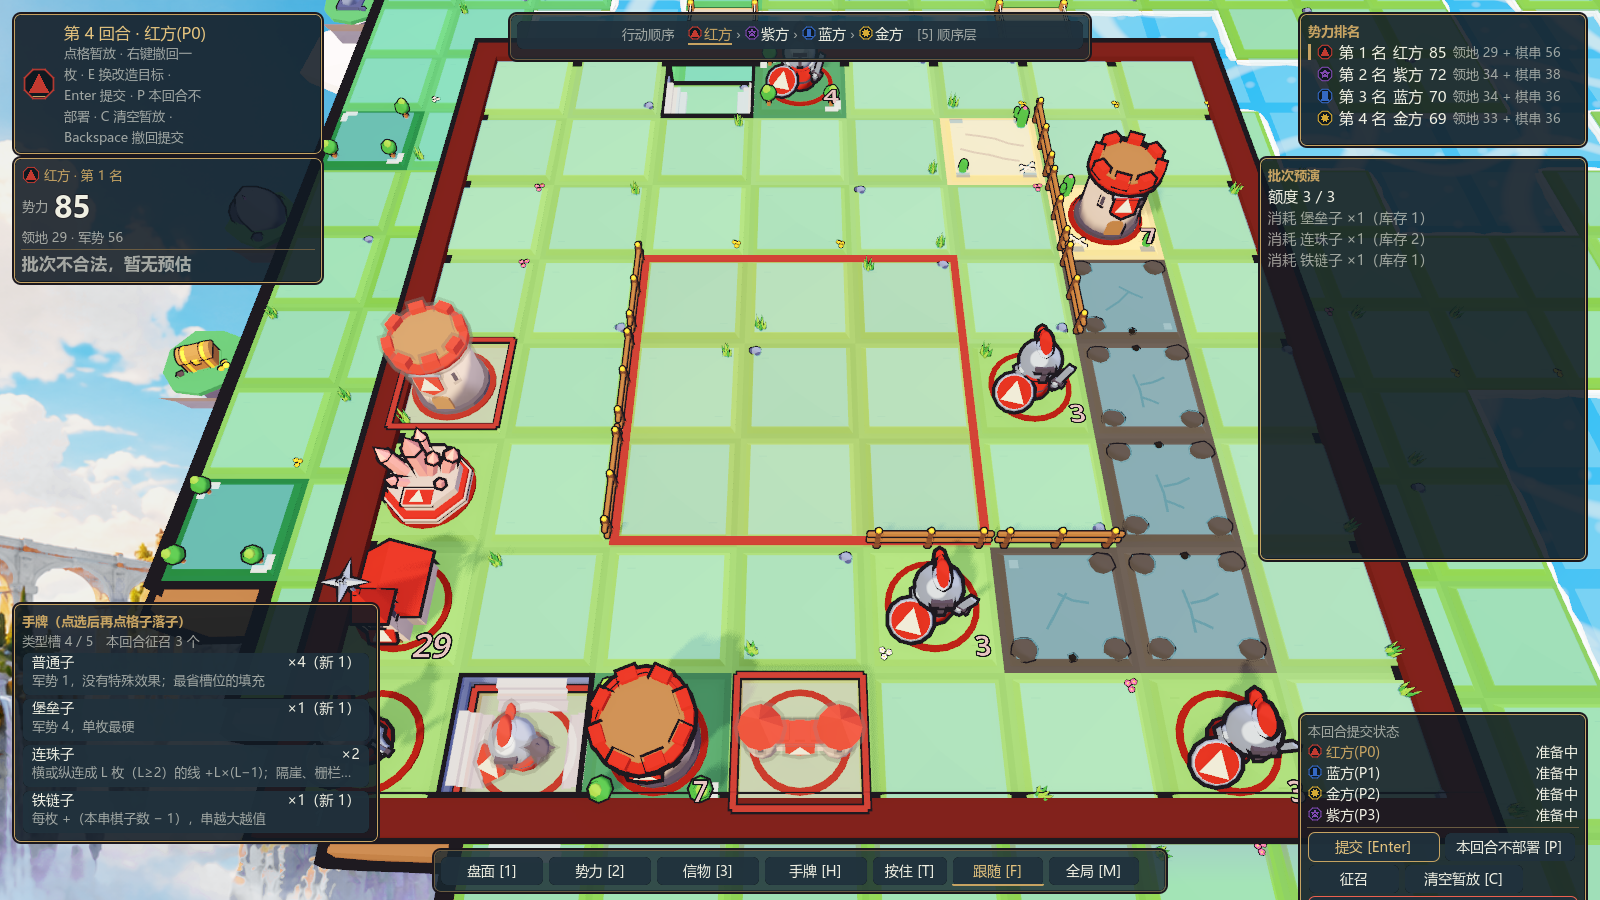 第 4 回合 · 红方(P0)
点格暂放 · 右键撤回一
枚 · E 换改造目标 ·
Enter 提交 · P 本回合不
部署 · C 清空暂放 ·
Backspace 撤回提交
红方 · 第 1 名
势力 85
领地 29 · 军势 56
批次不合法，暂无预估
行动顺序 红方 › 紫方 › 蓝方 › 金方 [5] 顺序层
势力排名
第 1 名 红方 85 领地 29 + 棋串 56
第 2 名 紫方 72 领地 34 + 棋串 38
第 3 名 蓝方 70 领地 34 + 棋串 36
第 4 名 金方 69 领地 33 + 棋串 36
批次预演
额度 3 / 3
消耗 堡垒子 ×1（库存 1）
消耗 连珠子 ×1（库存 2）
消耗 铁链子 ×1（库存 1）
4
7
3
3
29
7
手牌（点选后再点格子落子）
类型槽 4 / 5 本回合征召 3 个
普通子 ×4（新 1）
军势 1，没有特殊效果；最省槽位的填充
堡垒子 ×1（新 1）
军势 4，单枚最硬
连珠子 ×2
横或纵连成 L 枚（L≥2）的线 +L×(L−1)；隔崖、栅栏...
铁链子 ×1（新 1）
每枚 +（本串棋子数 − 1），串越大越值
本回合提交状态
红方(P0) 准备中
蓝方(P1) 准备中
金方(P2) 准备中
紫方(P3) 准备中
提交 [Enter] 本回合不部署 [P]
征召 清空暂放 [C]
盘面 [1] 势力 [2] 信物 [3] 手牌 [H] 按住 [T] 跟随 [F] 全局 [M]